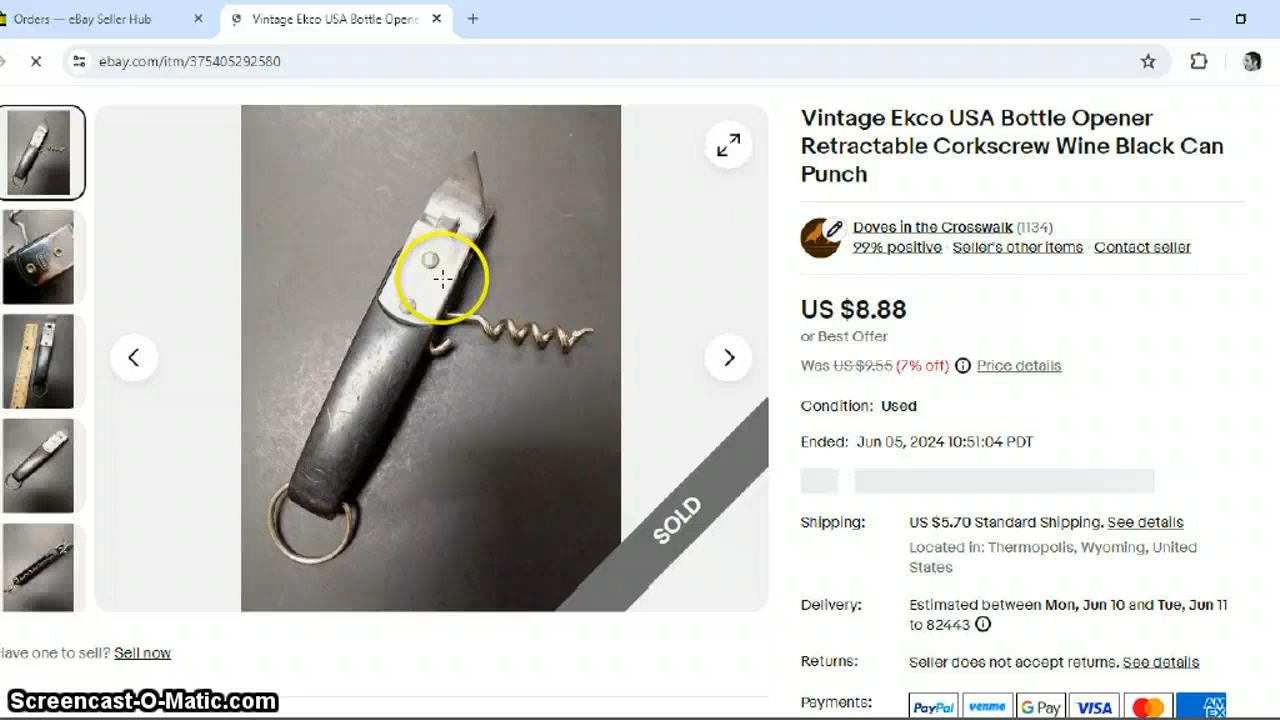 Orders — eBay Seller Hub
Vintage Ekco USA Bottle Opene
ebay.com/itm/375405292580
Vintage Ekco USA Bottle Opener
Retractable Corkscrew Wine Black Can
Punch
Doves in the Crosswalk (1134)
99% positive · Seller's other items · Contact seller
US $8.88
or Best Offer
Was US $9.55 (7% off) Price details
Condition: Used
Ended: Jun 05, 2024 10:51:04 PDT
SOLD
Shipping: US $5.70 Standard Shipping. See details
Located in: Thermopolis, Wyoming, United
States
Delivery: Estimated between Mon, Jun 10 and Tue, Jun 11
to 82443
Returns: Seller does not accept returns. See details
Have one to sell? Sell now
Payments: PayPal venmo G Pay VISA AM EX
Screencast-O-Matic.com